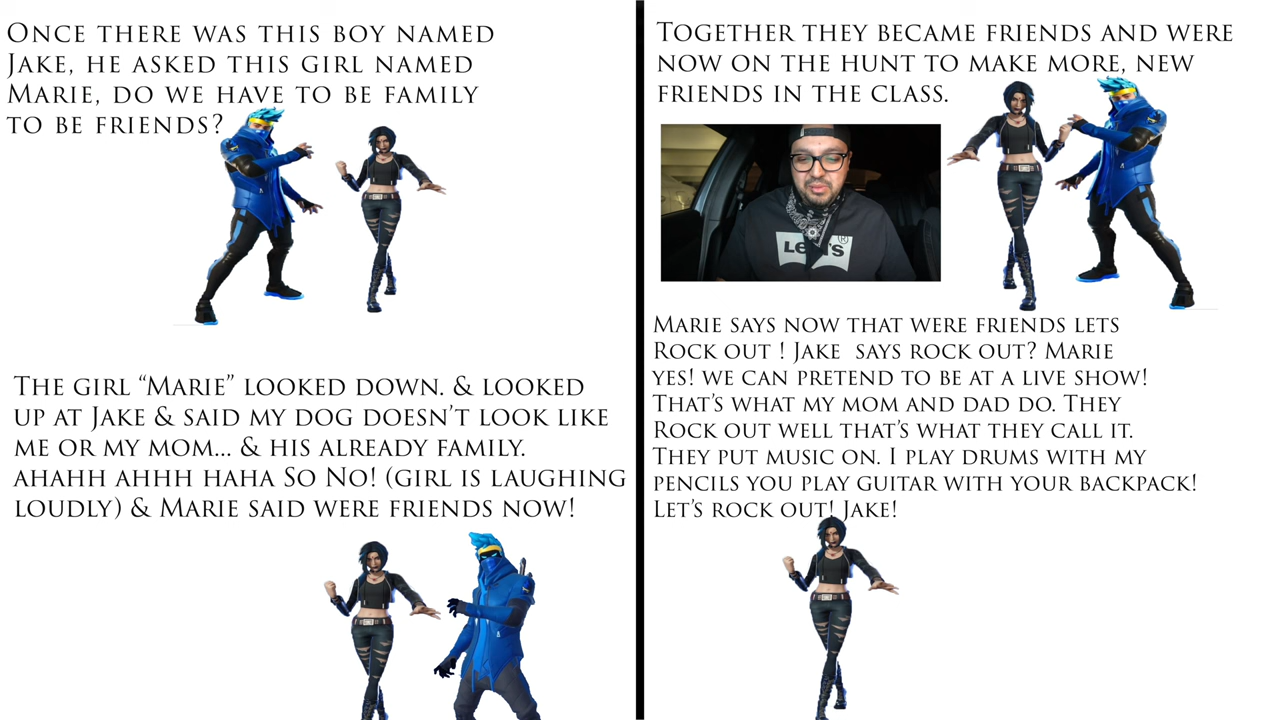 Once there was this boy named
Jake, he asked this girl named
Marie, do we have to be family
to be friends?
The girl “Marie” looked down. & looked
up at Jake & said my dog doesn’t look like
me or my mom... & his already family.
ahahh ahhh haha So No! (girl is laughing
loudly) & Marie said were friends now!
Together they became friends and were
now on the hunt to make more, new
friends in the class.
LEVI'S ®
Marie says now that were friends lets
Rock out ! Jake says rock out? Marie
yes! we can pretend to be at a live show!
That’s what my mom and dad do. They
Rock out well that’s what they call it.
They put music on. I play drums with my
pencils you play guitar with your backpack!
Let’s rock out! Jake!